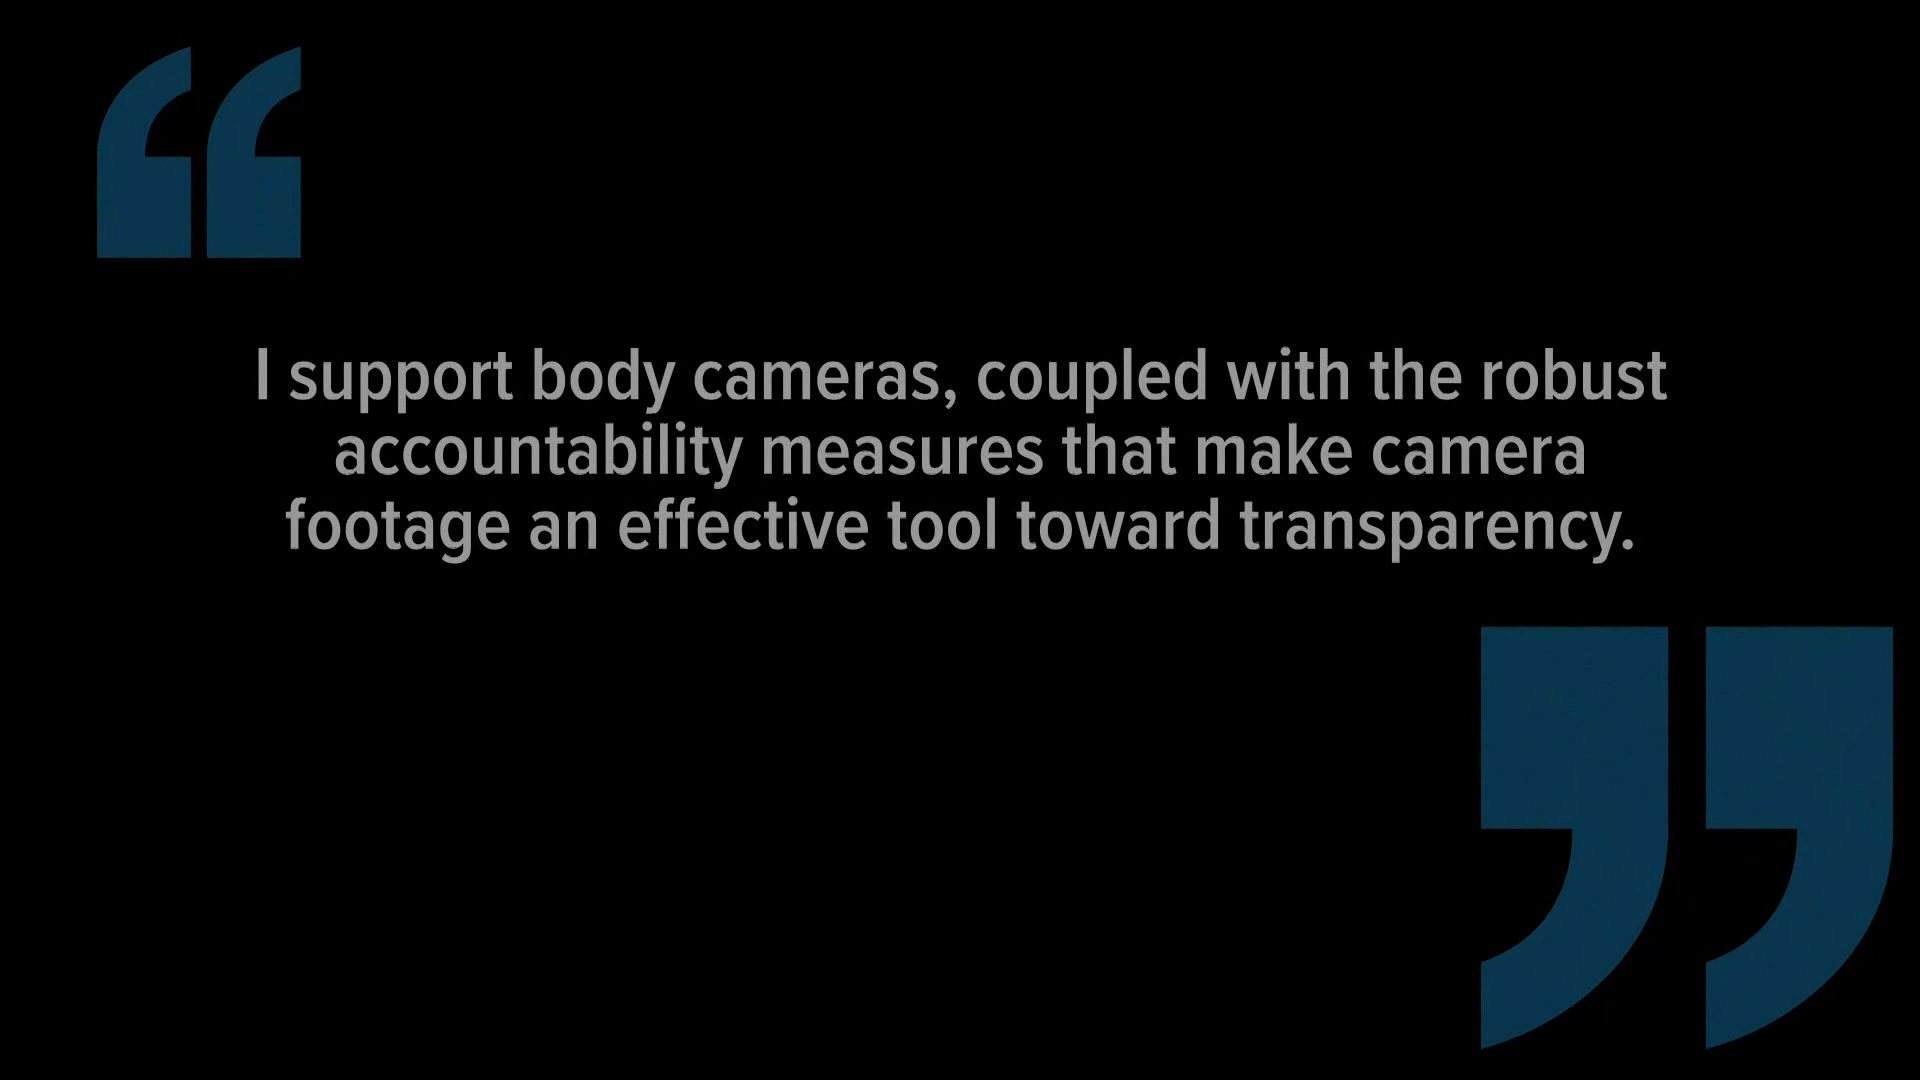 “
I support body cameras, coupled with the robust
accountability measures that make camera
footage an effective tool toward transparency.
”